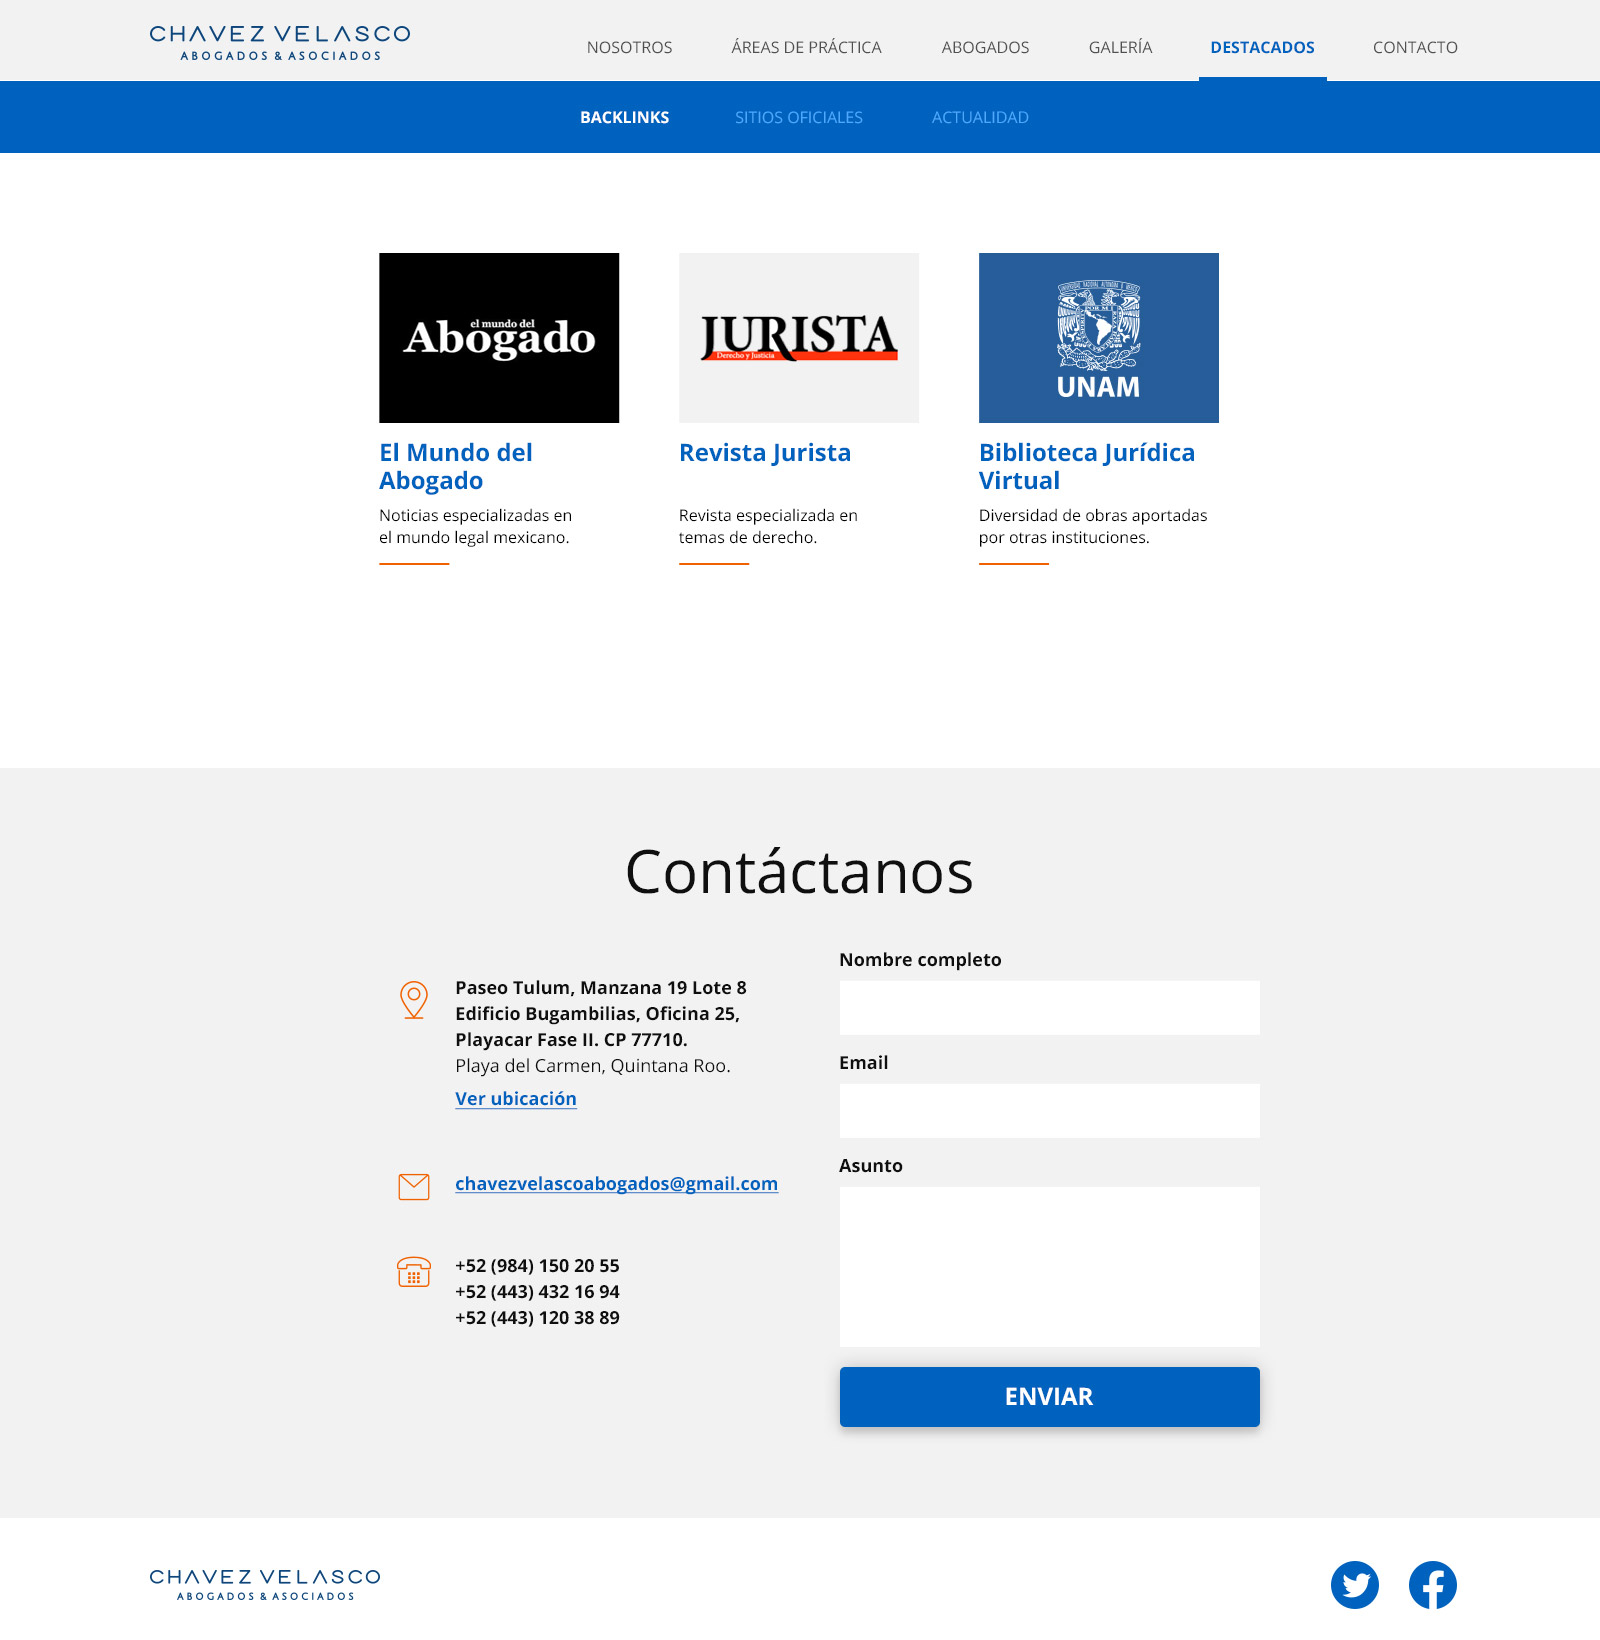 CHAVEZ VELASCO
ABOGADOS & ASOCIADOS
NOSOTROS
ÁREAS DE PRÁCTICA
ABOGADOS
GALERÍA
DESTACADOS
CONTACTO
BACKLINKS
SITIOS OFICIALES
ACTUALIDAD
el mundo del
Abogado
JURISTA
Derecho y Justicia
UNAM
El Mundo del
Abogado
Noticias especializadas en
el mundo legal mexicano.
Revista Jurista
Revista especializada en
temas de derecho.
Biblioteca Jurídica
Virtual
Diversidad de obras aportadas
por otras instituciones.
Contáctanos
Paseo Tulum, Manzana 19 Lote 8
Edificio Bugambilias, Oficina 25,
Playacar Fase II. CP 77710.
Playa del Carmen, Quintana Roo.
Ver ubicación
chavezvelascoabogados@gmail.com
+52 (984) 150 20 55
+52 (443) 432 16 94
+52 (443) 120 38 89
Nombre completo
Email
Asunto
ENVIAR
CHAVEZ VELASCO
ABOGADOS & ASOCIADOS